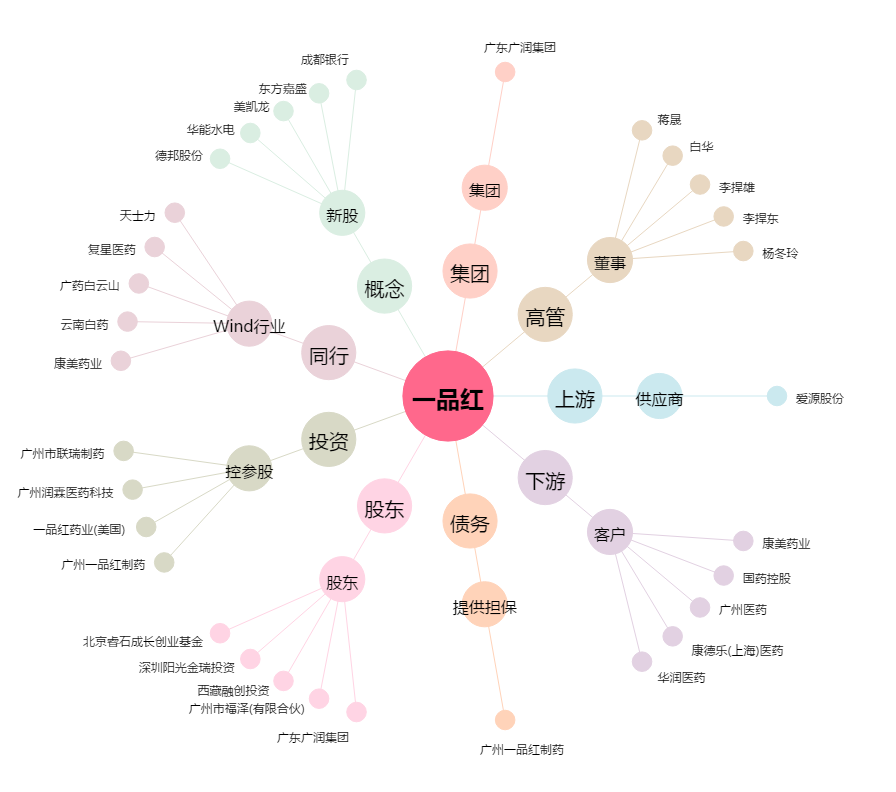 广东广润集团
成都银行
东方嘉盛
美凯龙
华能水电
德邦股份
蒋晟
白华
李捍雄
李捍东
杨冬玲
天士力
复星医药
广药白云山
云南白药
康美药业
新股
集团
董事
集团
概念
高管
Wind行业
同行
一品红
上游
供应商
爱源股份
投资
控参股
广州市联瑞制药
广州润霖医药科技
一品红药业(美国)
广州一品红制药
下游
股东
债务
客户
康美药业
国药控股
广州医药
康德乐(上海)医药
华润医药
股东
提供担保
北京睿石成长创业基金
深圳阳光金瑞投资
西藏融创投资
广州市福泽(有限合伙)
广东广润集团
广州一品红制药